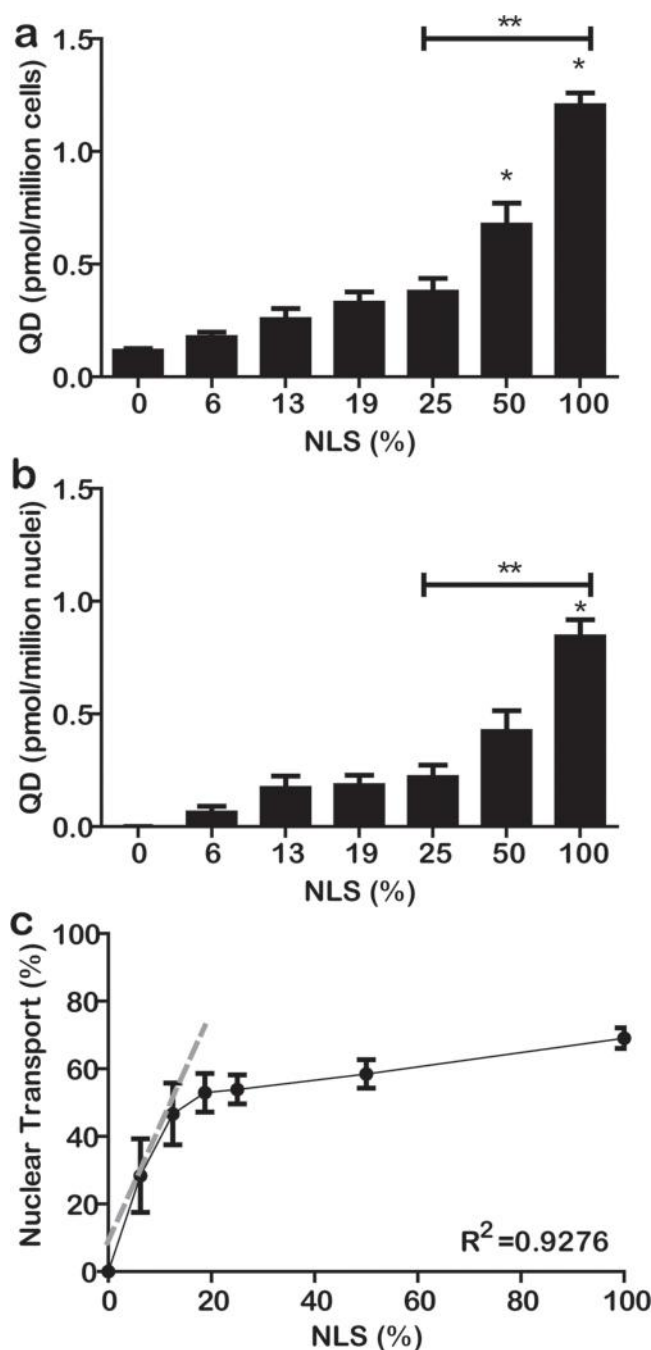 a
QD (pmol/million cells)
1.5
1.0
0.5
0.0
**
*
*
0 6 13 19 25 50 100
NLS (%)
b
QD (pmol/million nuclei)
1.5
1.0
0.5
0.0
**
*
0 6 13 19 25 50 100
NLS (%)
c
Nuclear Transport (%)
100
80
60
40
20
0
R²=0.9276
0 20 40 60 80 100
NLS (%)